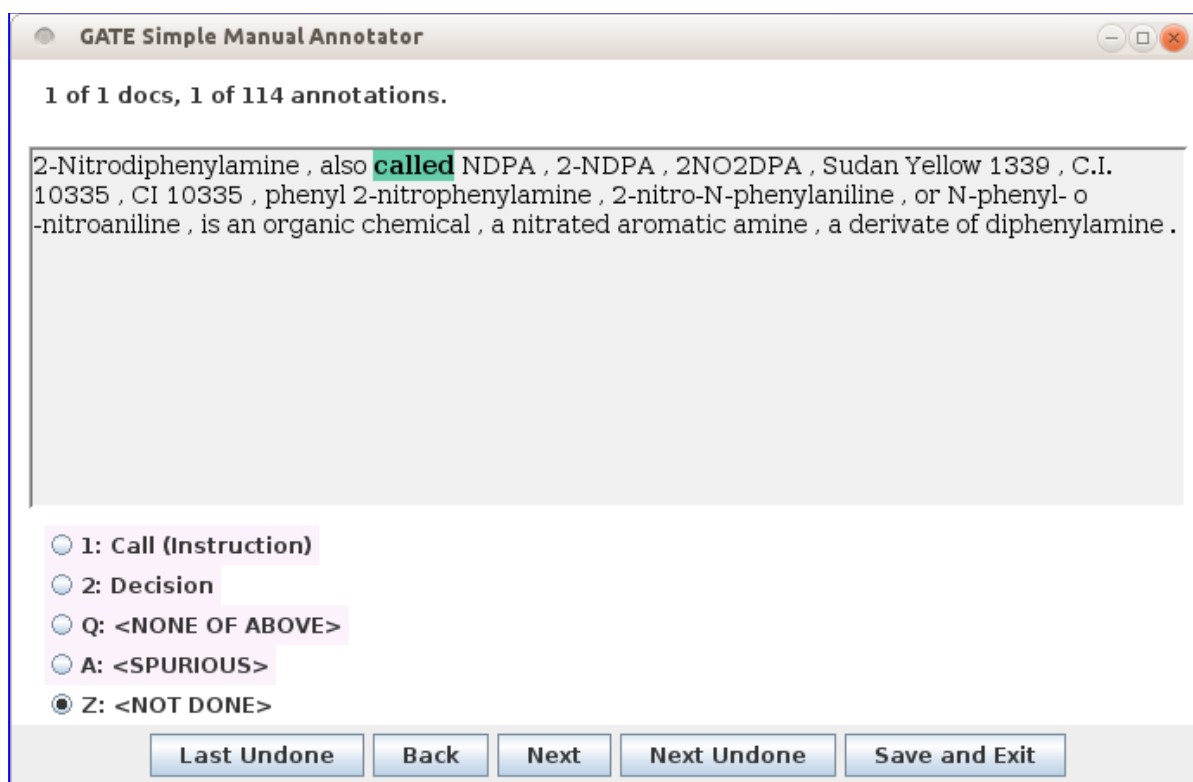 GATE Simple Manual Annotator
1 of 1 docs, 1 of 114 annotations.
2-Nitrodiphenylamine , also called NDPA , 2-NDPA , 2NO2DPA , Sudan Yellow 1339 , C.I.
10335 , CI 10335 , phenyl 2-nitrophenylamine , 2-nitro-N-phenylaniline , or N-phenyl- o
-nitroaniline , is an organic chemical , a nitrated aromatic amine , a derivate of diphenylamine .
1: Call (Instruction)
2: Decision
Q: <NONE OF ABOVE>
A: <SPURIOUS>
Z: <NOT DONE>
Last Undone Back Next Next Undone Save and Exit